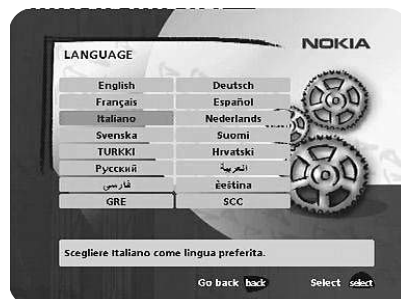 NOKIA
LANGUAGE
English Deutsch
Français Español
Italiano Nederlands
Svenska Suomi
TURKKI Hrvatski
Русский العربية
فارسی èeština
GRE SCC
Scegliere Italiano come lingua preferita.
Go back back Select select